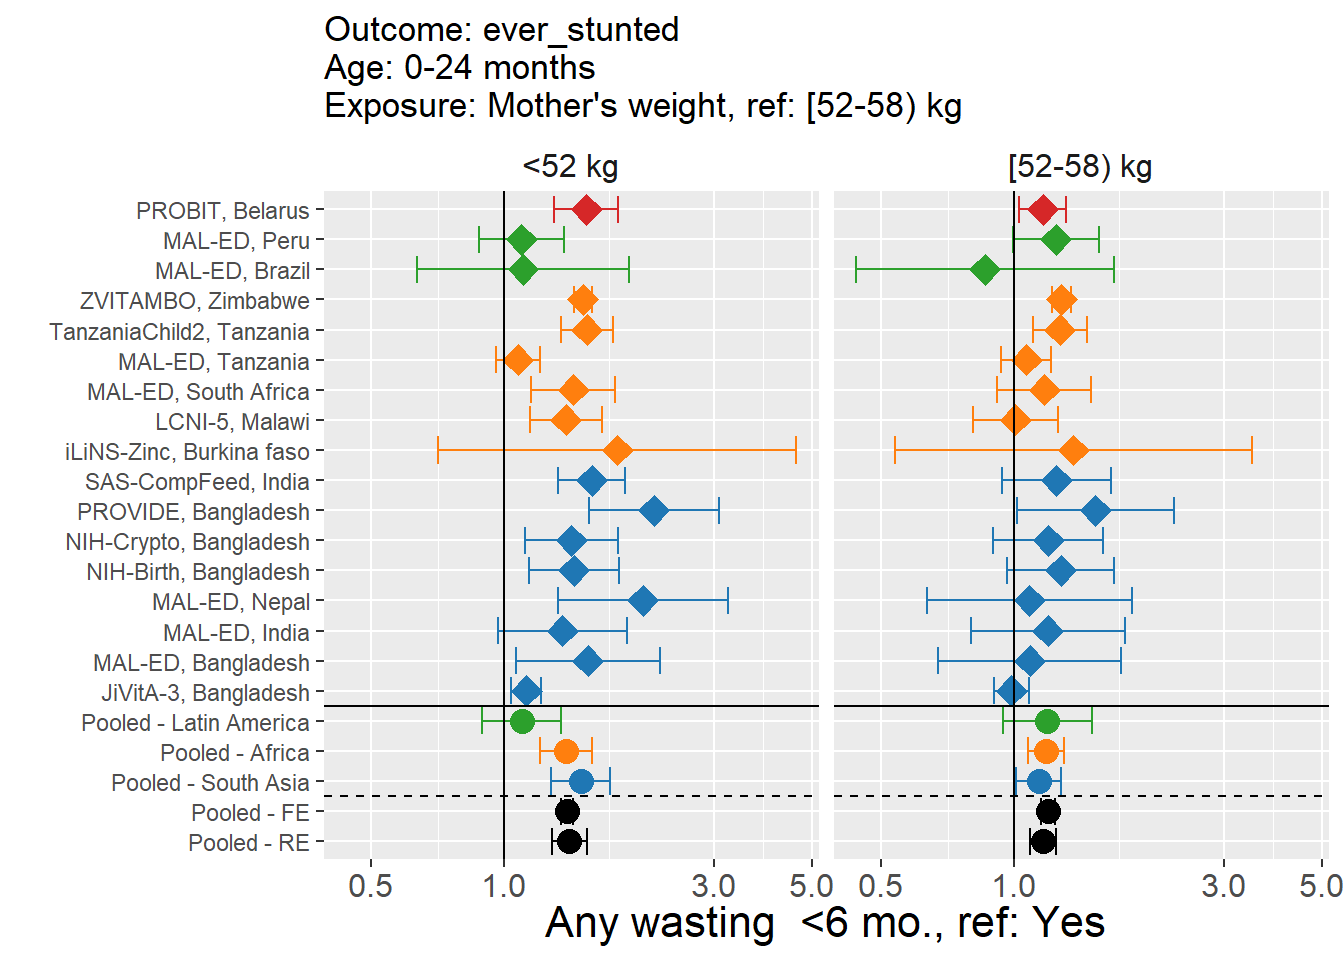 Outcome: ever_stunted
Age: 0-24 months
Exposure: Mother's weight, ref: [52-58) kg
<52 kg
[52-58) kg
PROBIT, Belarus
MAL-ED, Peru
MAL-ED, Brazil
ZVITAMBO, Zimbabwe
TanzaniaChild2, Tanzania
MAL-ED, Tanzania
MAL-ED, South Africa
LCNI-5, Malawi
iLiNS-Zinc, Burkina faso
SAS-CompFeed, India
PROVIDE, Bangladesh
NIH-Crypto, Bangladesh
NIH-Birth, Bangladesh
MAL-ED, Nepal
MAL-ED, India
MAL-ED, Bangladesh
JiVitA-3, Bangladesh
Pooled - Latin America
Pooled - Africa
Pooled - South Asia
Pooled - FE
Pooled - RE
0.5 1.0 3.0 5.0 0.5 1.0 3.0 5.0
Any wasting  <6 mo., ref: Yes